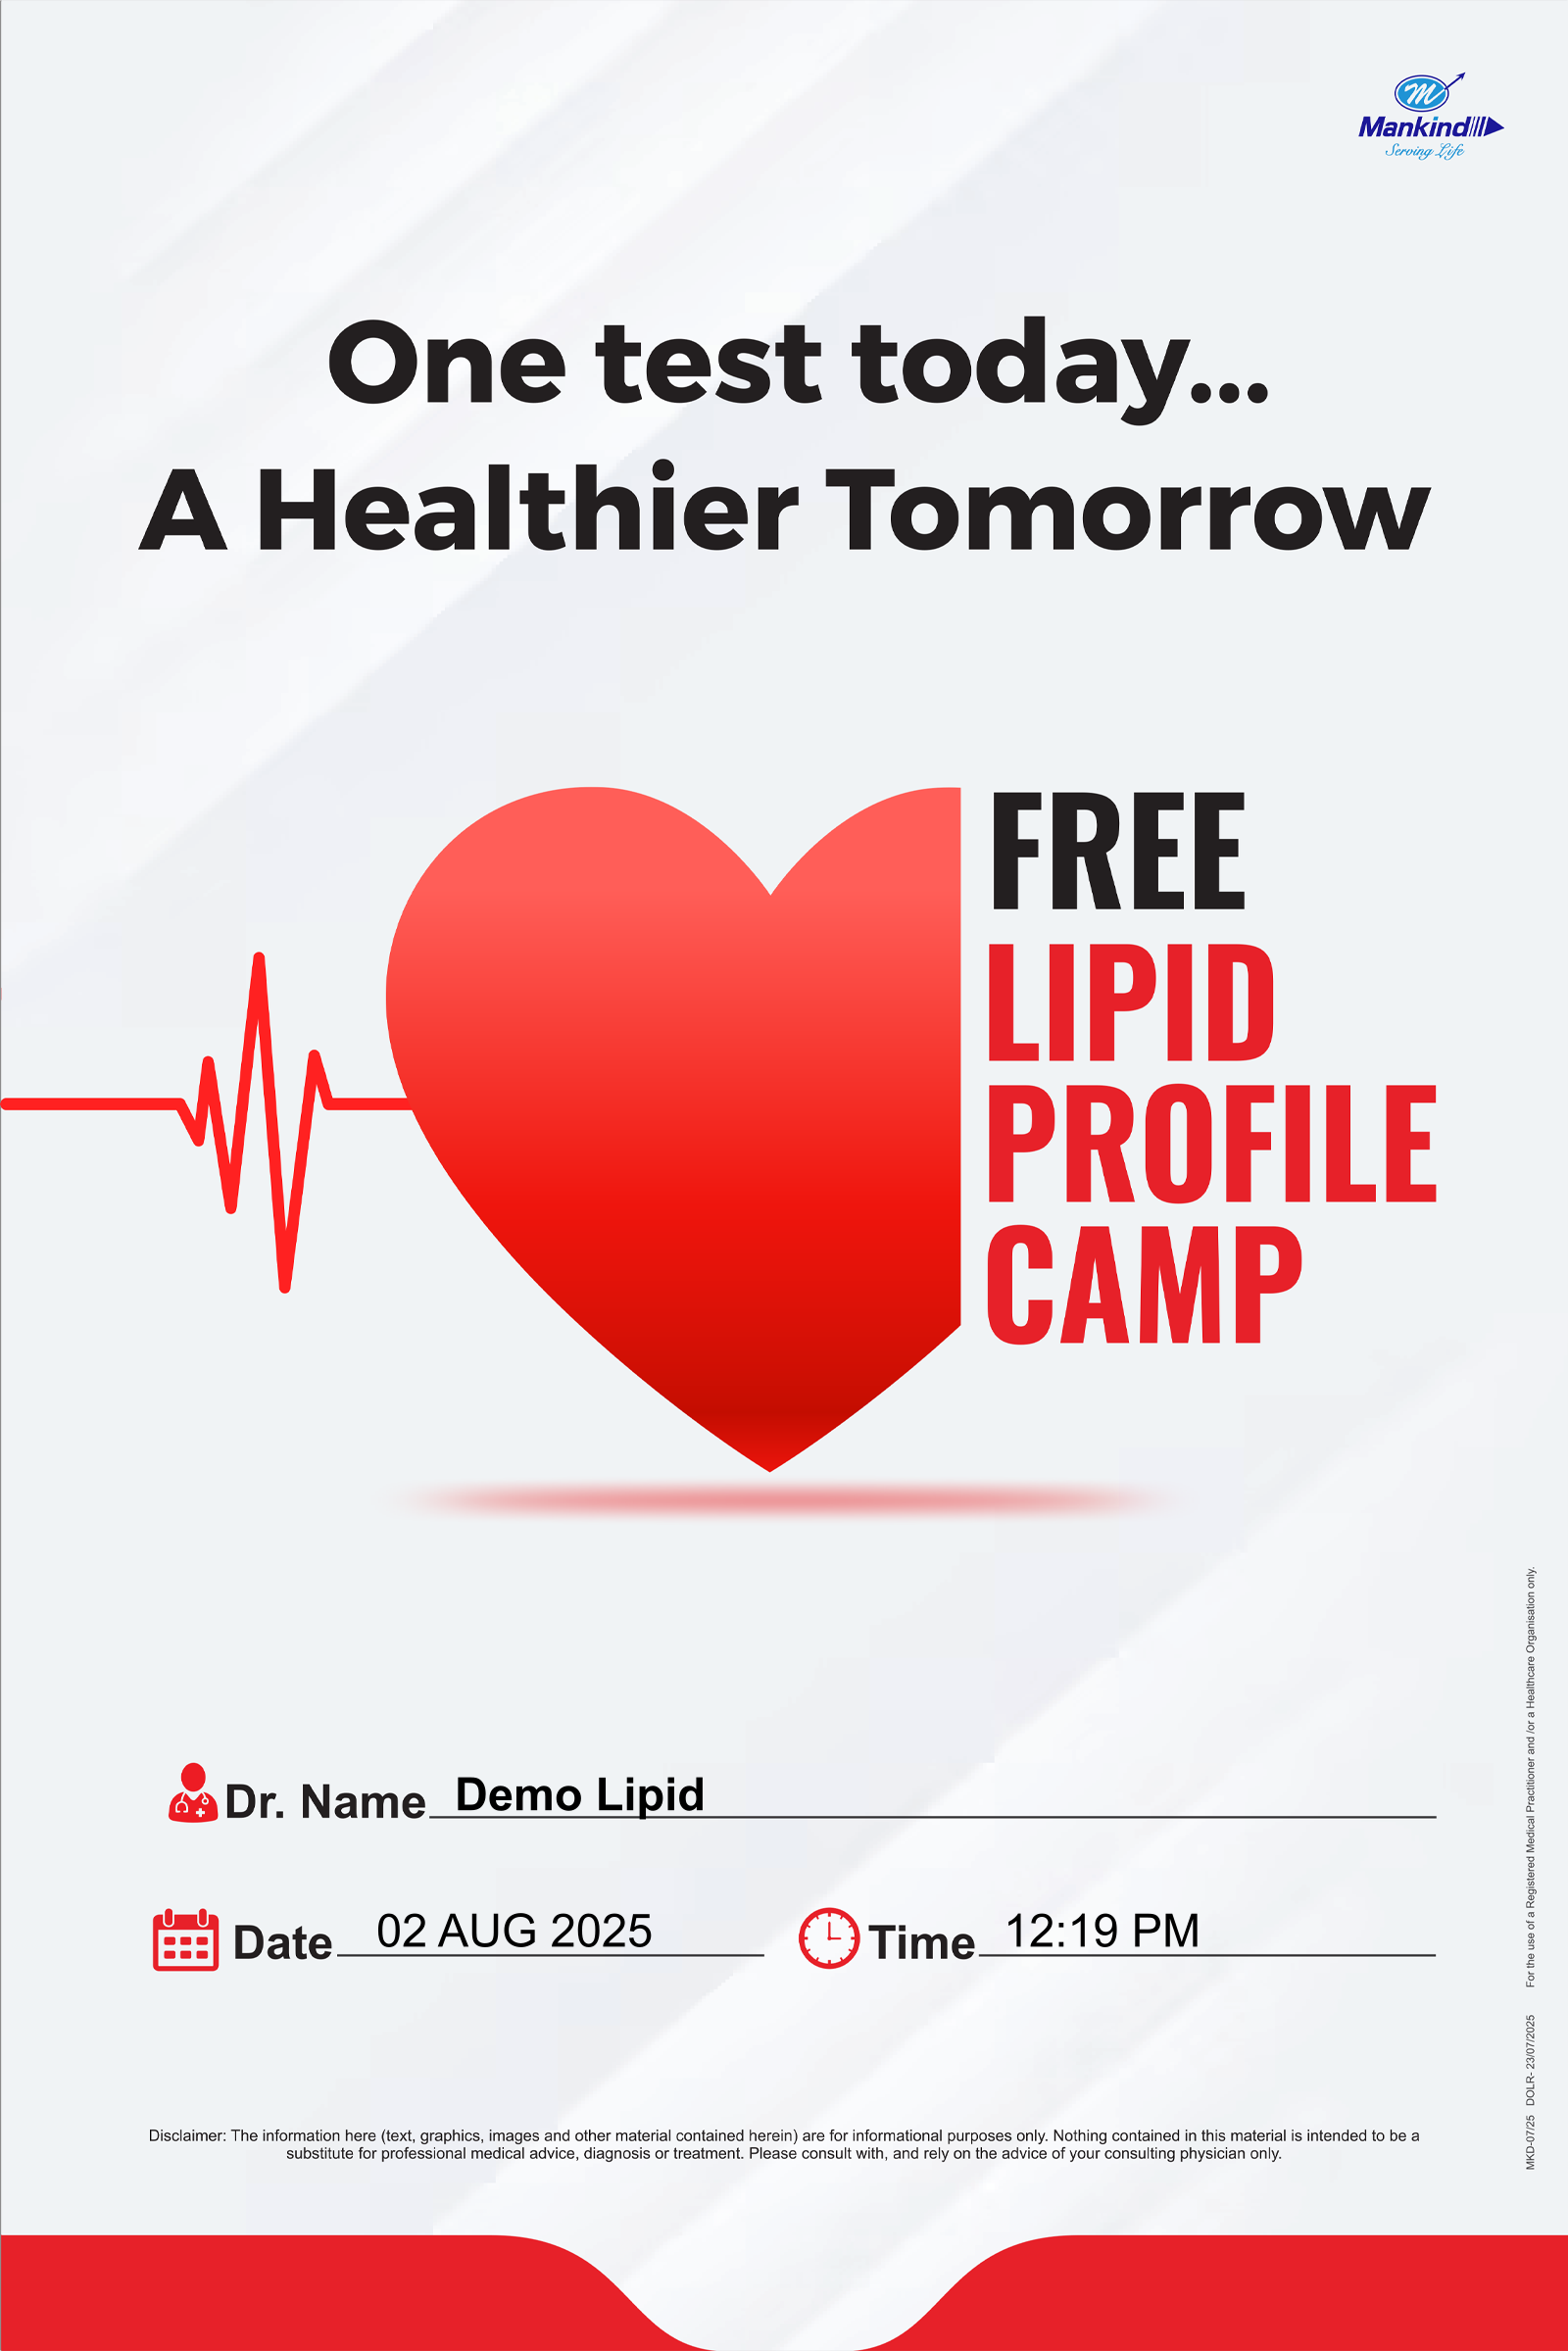 Mankind
Serving Life
One test today...
A Healthier Tomorrow
FREE
LIPID
PROFILE
CAMP
Dr. Name Demo Lipid
Date 02 AUG 2025 Time 12:19 PM
Disclaimer: The information here (text, graphics, images and other material contained herein) are for informational purposes only. Nothing contained in this material is intended to be a
substitute for professional medical advice, diagnosis or treatment. Please consult with, and rely on the advice of your consulting physician only.
MKD-07/25 DOLR- 23/07/2025 For the use of a Registered Medical Practitioner and /or a Healthcare Organisation only.